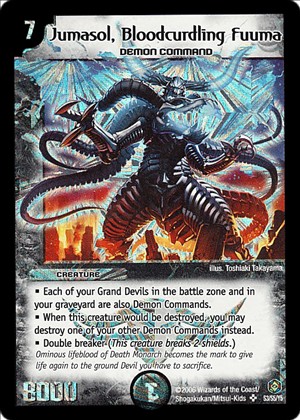 7 Jumasol, Bloodcurdling Fuuma
DEMON COMMAND
illus. Toshiaki Takayama
CREATURE
▪ Each of your Grand Devils in the battle zone and in
your graveyard are also Demon Commands.
▪ When this creature would be destroyed, you may
destroy one of your other Demon Commands instead.
▪ Double breaker (This creature breaks 2 shields.)
Ominous lifeblood of Death Monarch becomes the mark to give
life again to the ground Devil you have to sacrifice.
8000
1
©2006 Wizards of the Coast/
Shogakukan/Mitsui-Kids S3/S5/Y5